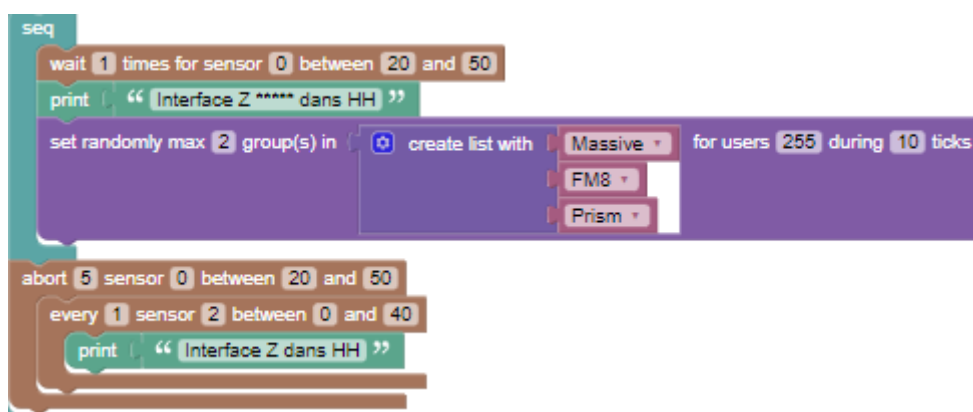 seq
wait 1 times for sensor 0 between 20 and 50
print “ Interface Z ***** dans HH ”
set randomly max 2 group(s) in create list with Massive for users 255 during 10 ticks
FM8
Prism
abort 5 sensor 0 between 20 and 50
every 1 sensor 2 between 0 and 40
print “ Interface Z dans HH ”